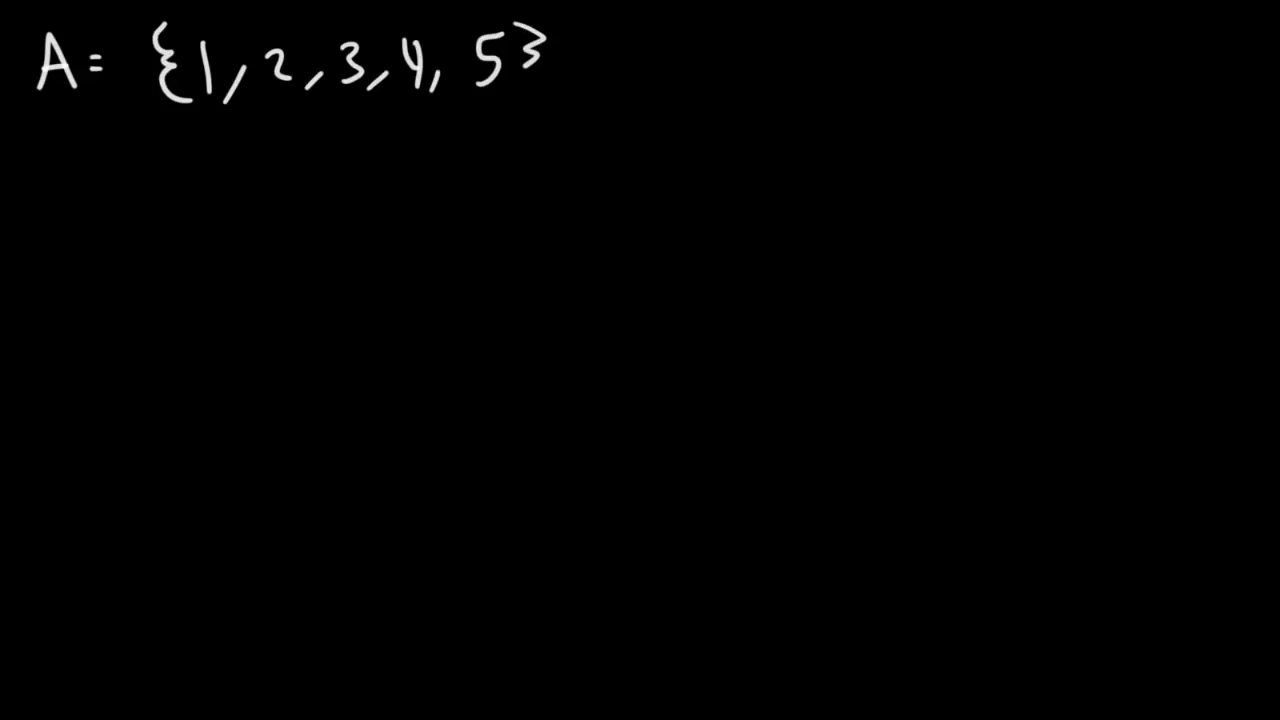 A = {1, 2, 3, 4, 5}